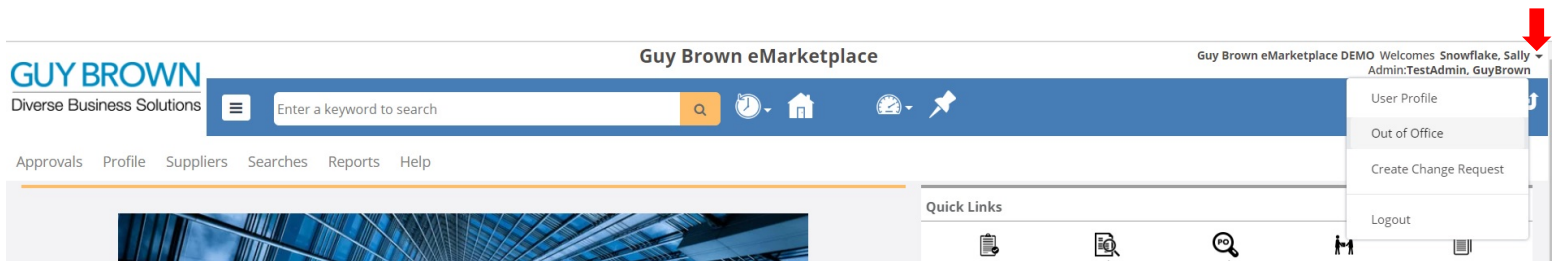 Guy Brown eMarketplace
Guy Brown eMarketplace DEMO Welcomes Snowflake, Sally
Admin:TestAdmin, GuyBrown
GUY BROWN
Diverse Business Solutions
Enter a keyword to search
User Profile
Out of Office
Create Change Request
Logout
Approvals Profile Suppliers Searches Reports Help
Quick Links
PO